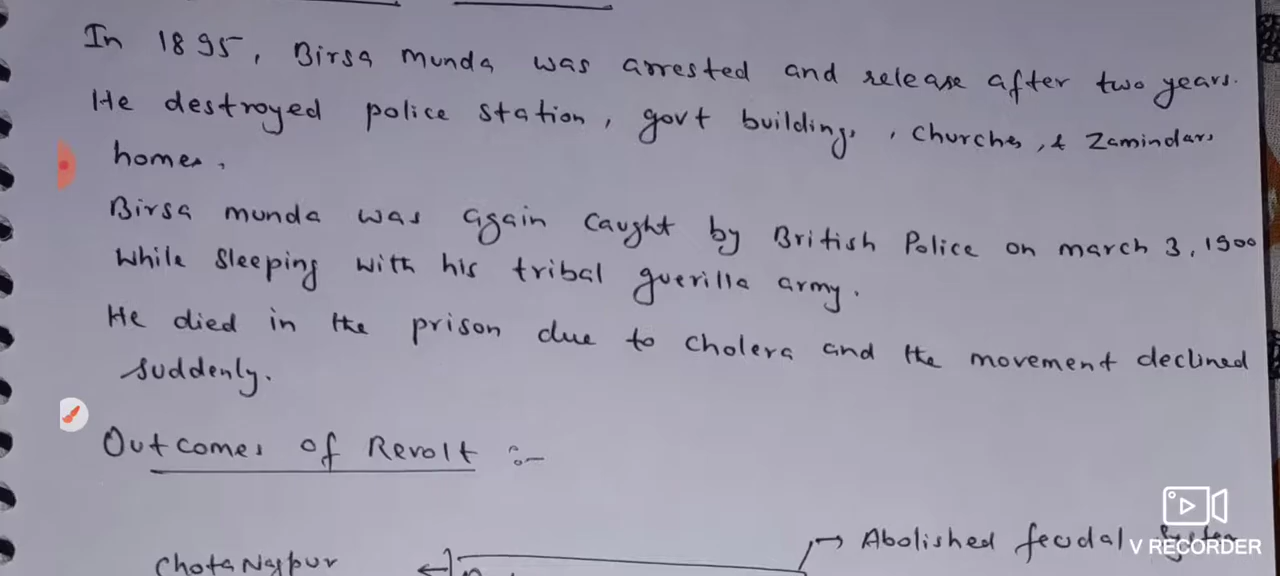 In 1895, Birsa munda was arrested and release after two years.
He destroyed police station, govt buildings, churches, & Zamindars
homes.
Birsa munda was again caught by British Police on march 3, 1900
while sleeping with his tribal guerilla army.
He died in the prison due to cholera and the movement declined
suddenly.
Outcomes of Revolt :-
→ Abolished feudal system
Chota Nagpur
V RECORDER